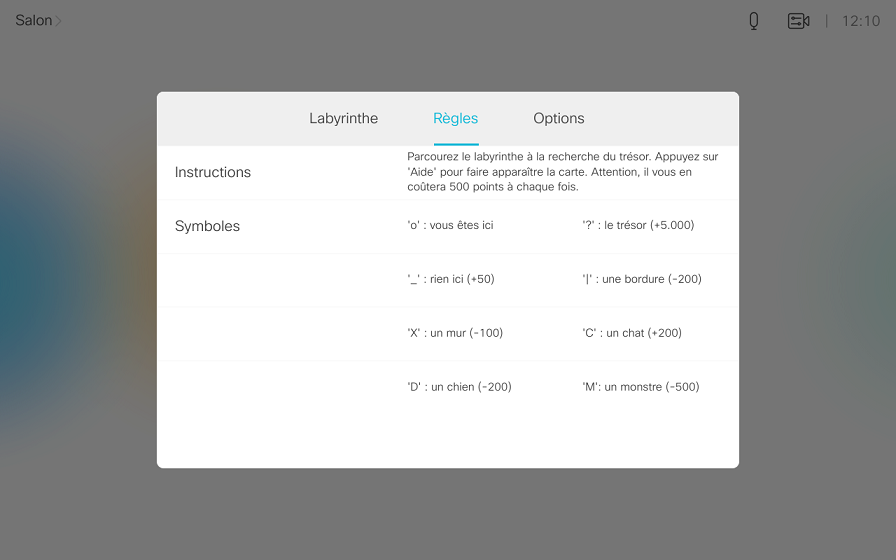 Salon
12:10
Labyrinthe
Règles
Options
Instructions
Parcourez le labyrinthe à la recherche du trésor. Appuyez sur
'Aide' pour faire apparaître la carte. Attention, il vous en
coûtera 500 points à chaque fois.
Symboles
'o' : vous êtes ici
'?' : le trésor (+5.000)
'_' : rien ici (+50)
'|' : une bordure (-200)
'X' : un mur (-100)
'C' : un chat (+200)
'D' : un chien (-200)
'M': un monstre (-500)